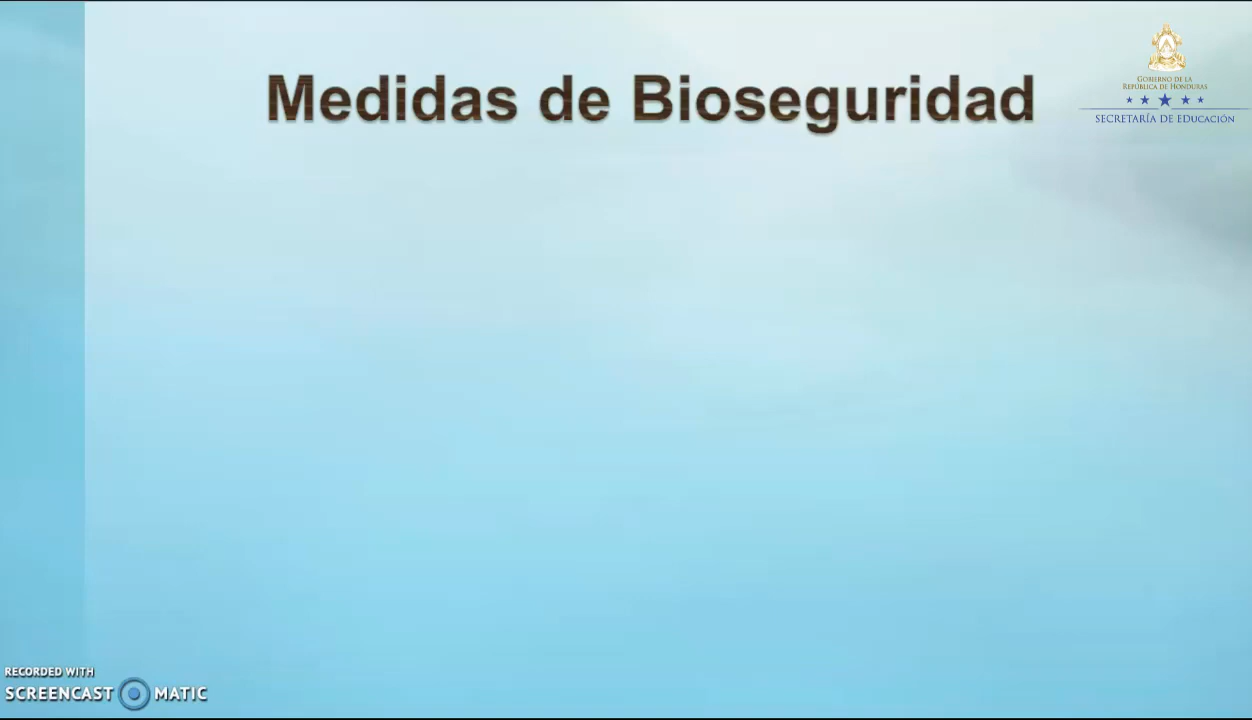 Medidas de Bioseguridad
GOBIERNO DE LA
REPÚBLICA DE HONDURAS
SECRETARÍA DE EDUCACIÓN
RECORDED WITH
SCREENCAST MATIC